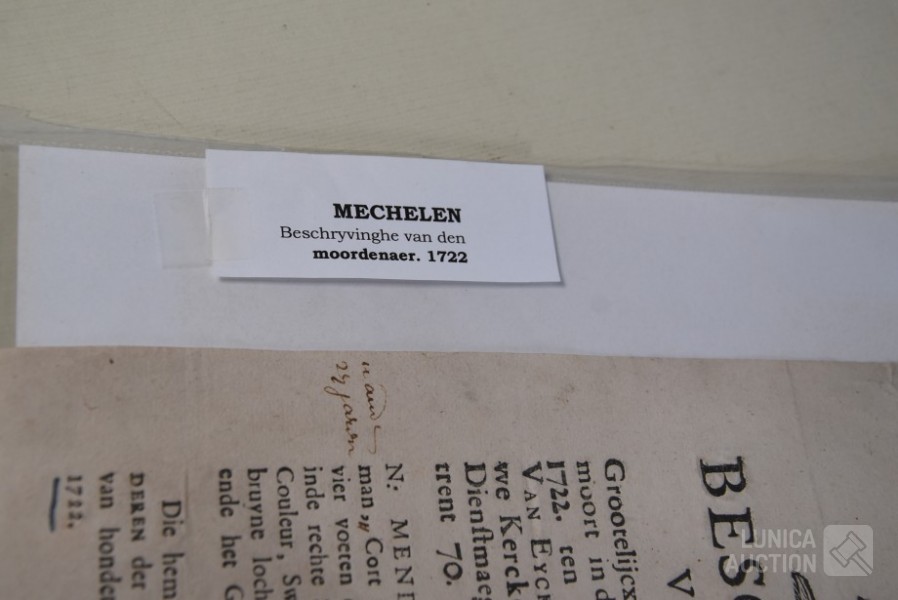 MECHELEN
Beschryvinghe van den
moordenaer. 1722
BES
V
Grootelijcx
moort in d
1722. ten
VAN EYCK
we Kerck
Dienstmaeg
trent 70.
N: MEND
man,, Cort
vier voeten
inde rechte
Couleur, Sw
bruyne loch
ende het G
Die hem
DEREN der
van honder
1722.
LUNICA
AUCTION